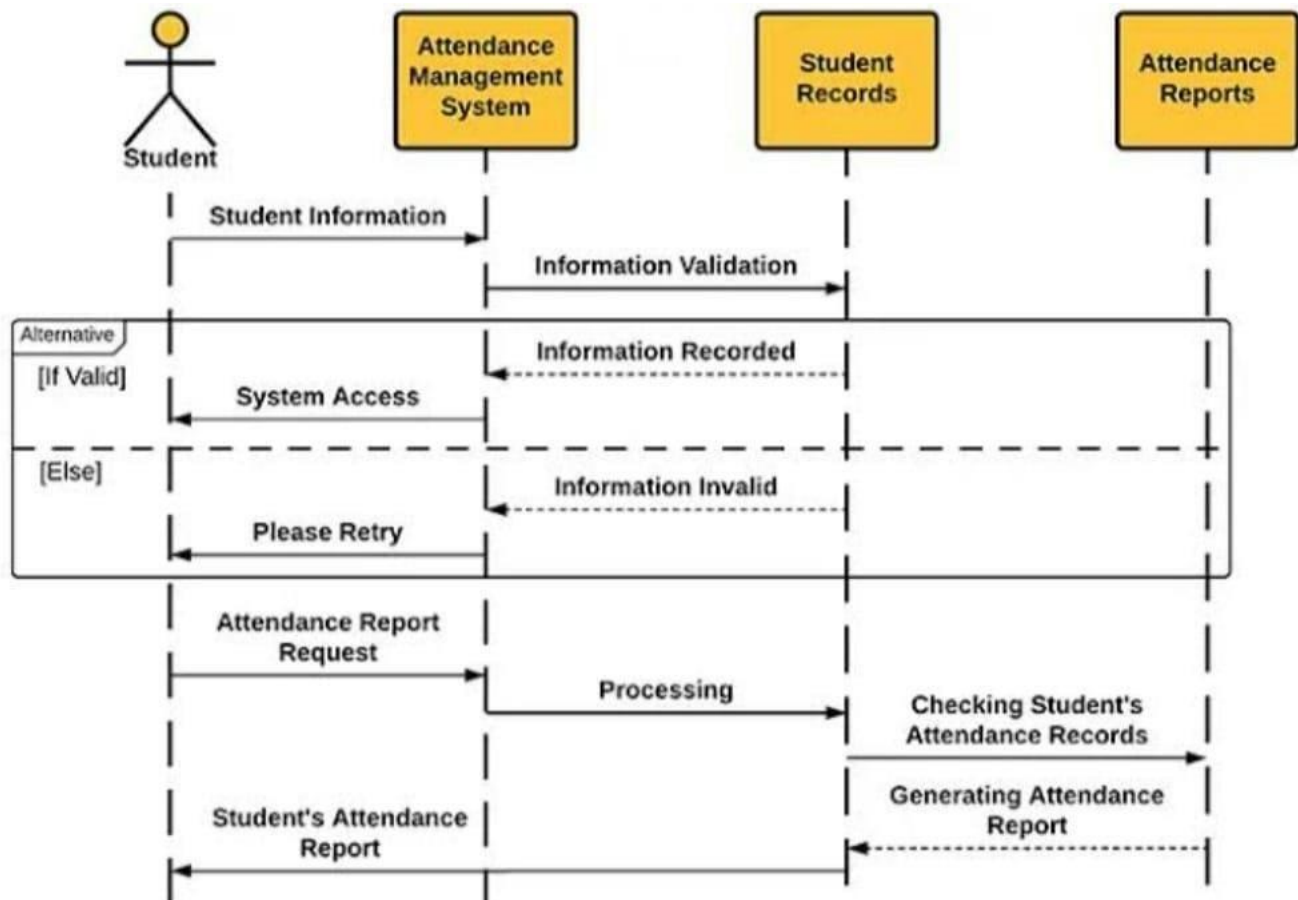 Attendance
Management
System
Student
Records
Attendance
Reports
Student
Student Information
Information Validation
Alternative
[If Valid]
Information Recorded
System Access
[Else]
Information Invalid
Please Retry
Attendance Report
Request
Processing
Checking Student's
Attendance Records
Generating Attendance
Report
Student's Attendance
Report